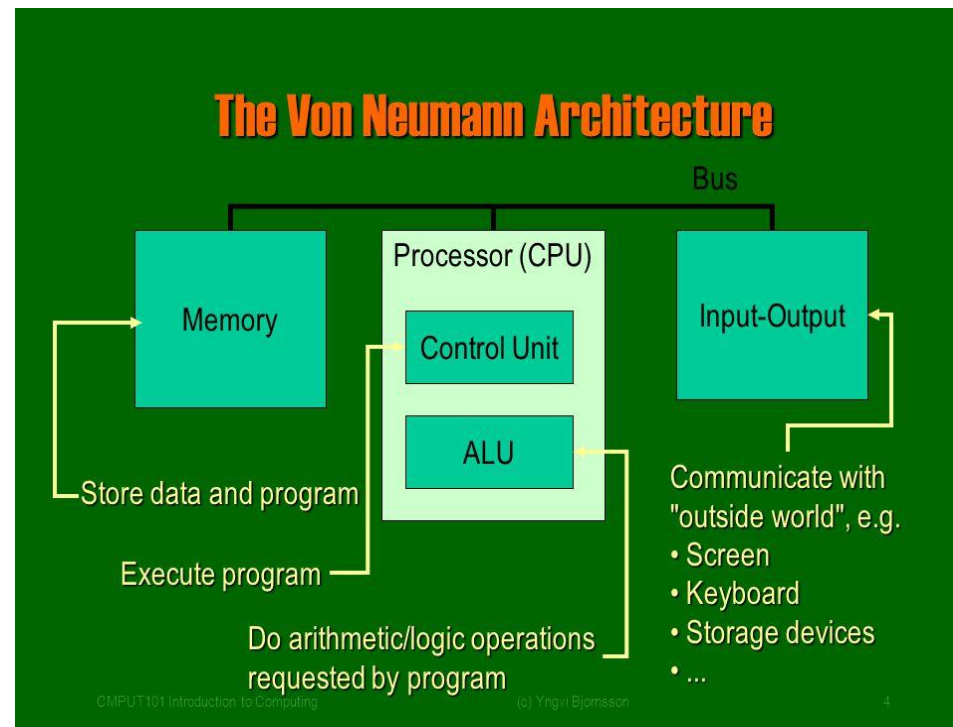 The Von Neumann Architecture
Bus
Memory
Processor (CPU)
Control Unit
ALU
Input-Output
Store data and program
Execute program
Do arithmetic/logic operations
requested by program
Communicate with
"outside world", e.g.
• Screen
• Keyboard
• Storage devices
• ...
CMPUT101 Introduction to Computing
(c) Yngvi Bjornsson
4